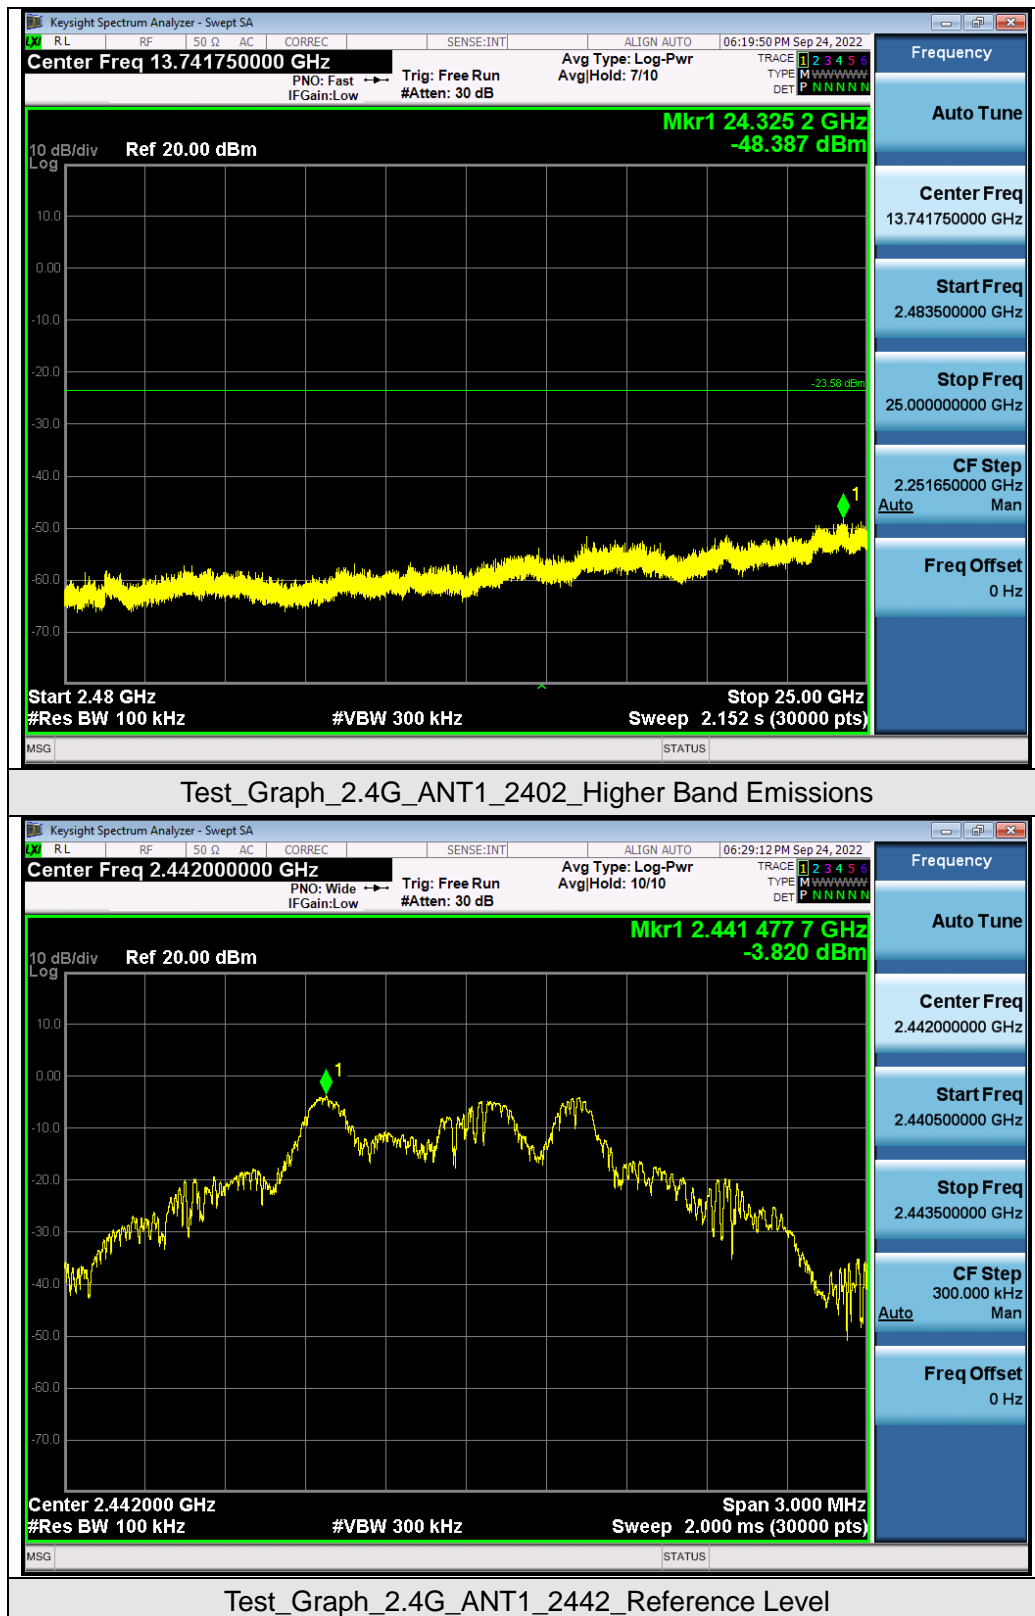 Keysight Spectrum Analyzer - Swept SA
LXI RL RF 50 Ω AC CORREC SENSE:INT ALIGN AUTO 06:19:50 PM Sep 24, 2022
Center Freq 13.741750000 GHz
PNO: Fast Trig: Free Run Avg Type: Log-Pwr TRACE 1 2 3 4 5 6
IFGain:Low #Atten: 30 dB Avg|Hold: 7/10 TYPE M WWWWW
DET P N N N N N
Mkr1 24.325 2 GHz
-48.387 dBm
10 dB/div Ref 20.00 dBm
Log
10.0
0.00
-10.0
-20.0
-23.58 dBm
-30.0
-40.0
1
-50.0
-60.0
-70.0
Start 2.48 GHz Stop 25.00 GHz
#Res BW 100 kHz #VBW 300 kHz Sweep 2.152 s (30000 pts)
MSG STATUS
Frequency
Auto Tune
Center Freq
13.741750000 GHz
Start Freq
2.483500000 GHz
Stop Freq
25.000000000 GHz
CF Step
2.251650000 GHz
Auto Man
Freq Offset
0 Hz
Test_Graph_2.4G_ANT1_2402_Higher Band Emissions
Keysight Spectrum Analyzer - Swept SA
LXI RL RF 50 Ω AC CORREC SENSE:INT ALIGN AUTO 06:29:12 PM Sep 24, 2022
Center Freq 2.442000000 GHz
PNO: Wide Trig: Free Run Avg Type: Log-Pwr TRACE 1 2 3 4 5 6
IFGain:Low #Atten: 30 dB Avg|Hold: 10/10 TYPE M WWWWW
DET P N N N N N
Mkr1 2.441 477 7 GHz
-3.820 dBm
10 dB/div Ref 20.00 dBm
Log
10.0
0.00
1
-10.0
-20.0
-30.0
-40.0
-50.0
-60.0
-70.0
Center 2.442000 GHz Span 3.000 MHz
#Res BW 100 kHz #VBW 300 kHz Sweep 2.000 ms (30000 pts)
MSG STATUS
Frequency
Auto Tune
Center Freq
2.442000000 GHz
Start Freq
2.440500000 GHz
Stop Freq
2.443500000 GHz
CF Step
300.000 kHz
Auto Man
Freq Offset
0 Hz
Test_Graph_2.4G_ANT1_2442_Reference Level